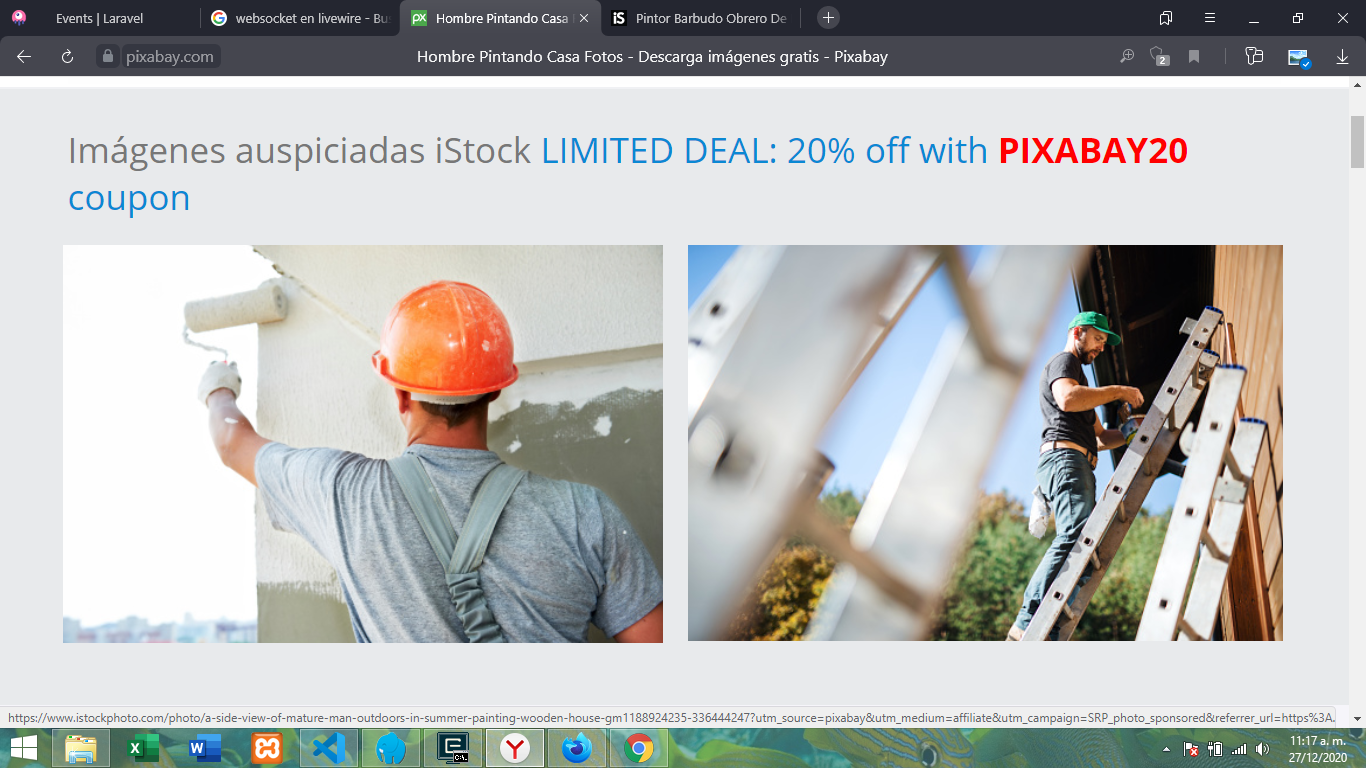 Events | Laravel
websocket en livewire - Bu
Hombre Pintando Casa
Pintor Barbudo Obrero De
pixabay.com
Hombre Pintando Casa Fotos - Descarga imágenes gratis - Pixabay
2
Imágenes auspiciadas iStock LIMITED DEAL: 20% off with PIXABAY20
coupon
https://www.istockphoto.com/photo/a-side-view-of-mature-man-outdoors-in-summer-painting-wooden-house-gm1188924235-336444247?utm_source=pixabay&utm_medium=affiliate&utm_campaign=SRP_photo_sponsored&referrer_url=https%3A.
11:17 a. m.
27/12/2020